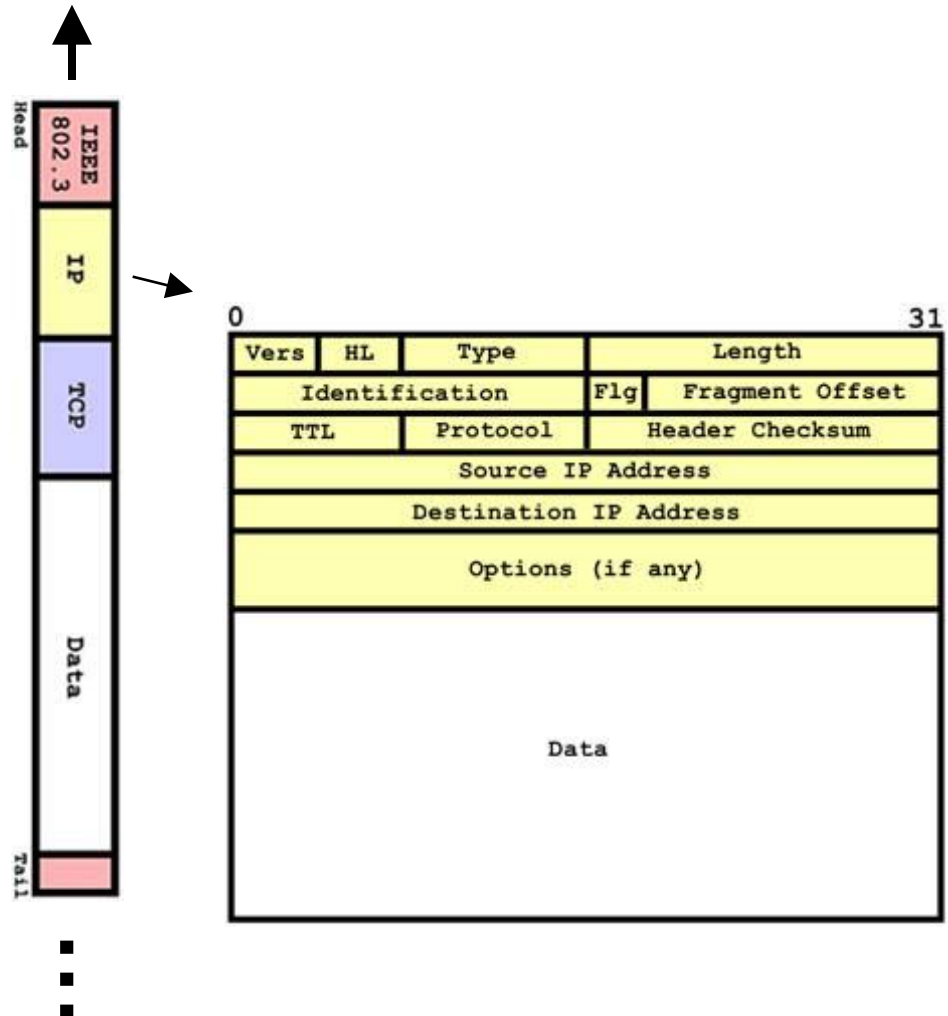 Head
IEEE
802.3
IP
TCP
Data
Tail
0 31
Vers HL Type Length
Identification Flg Fragment Offset
TTL Protocol Header Checksum
Source IP Address
Destination IP Address
Options (if any)
Data